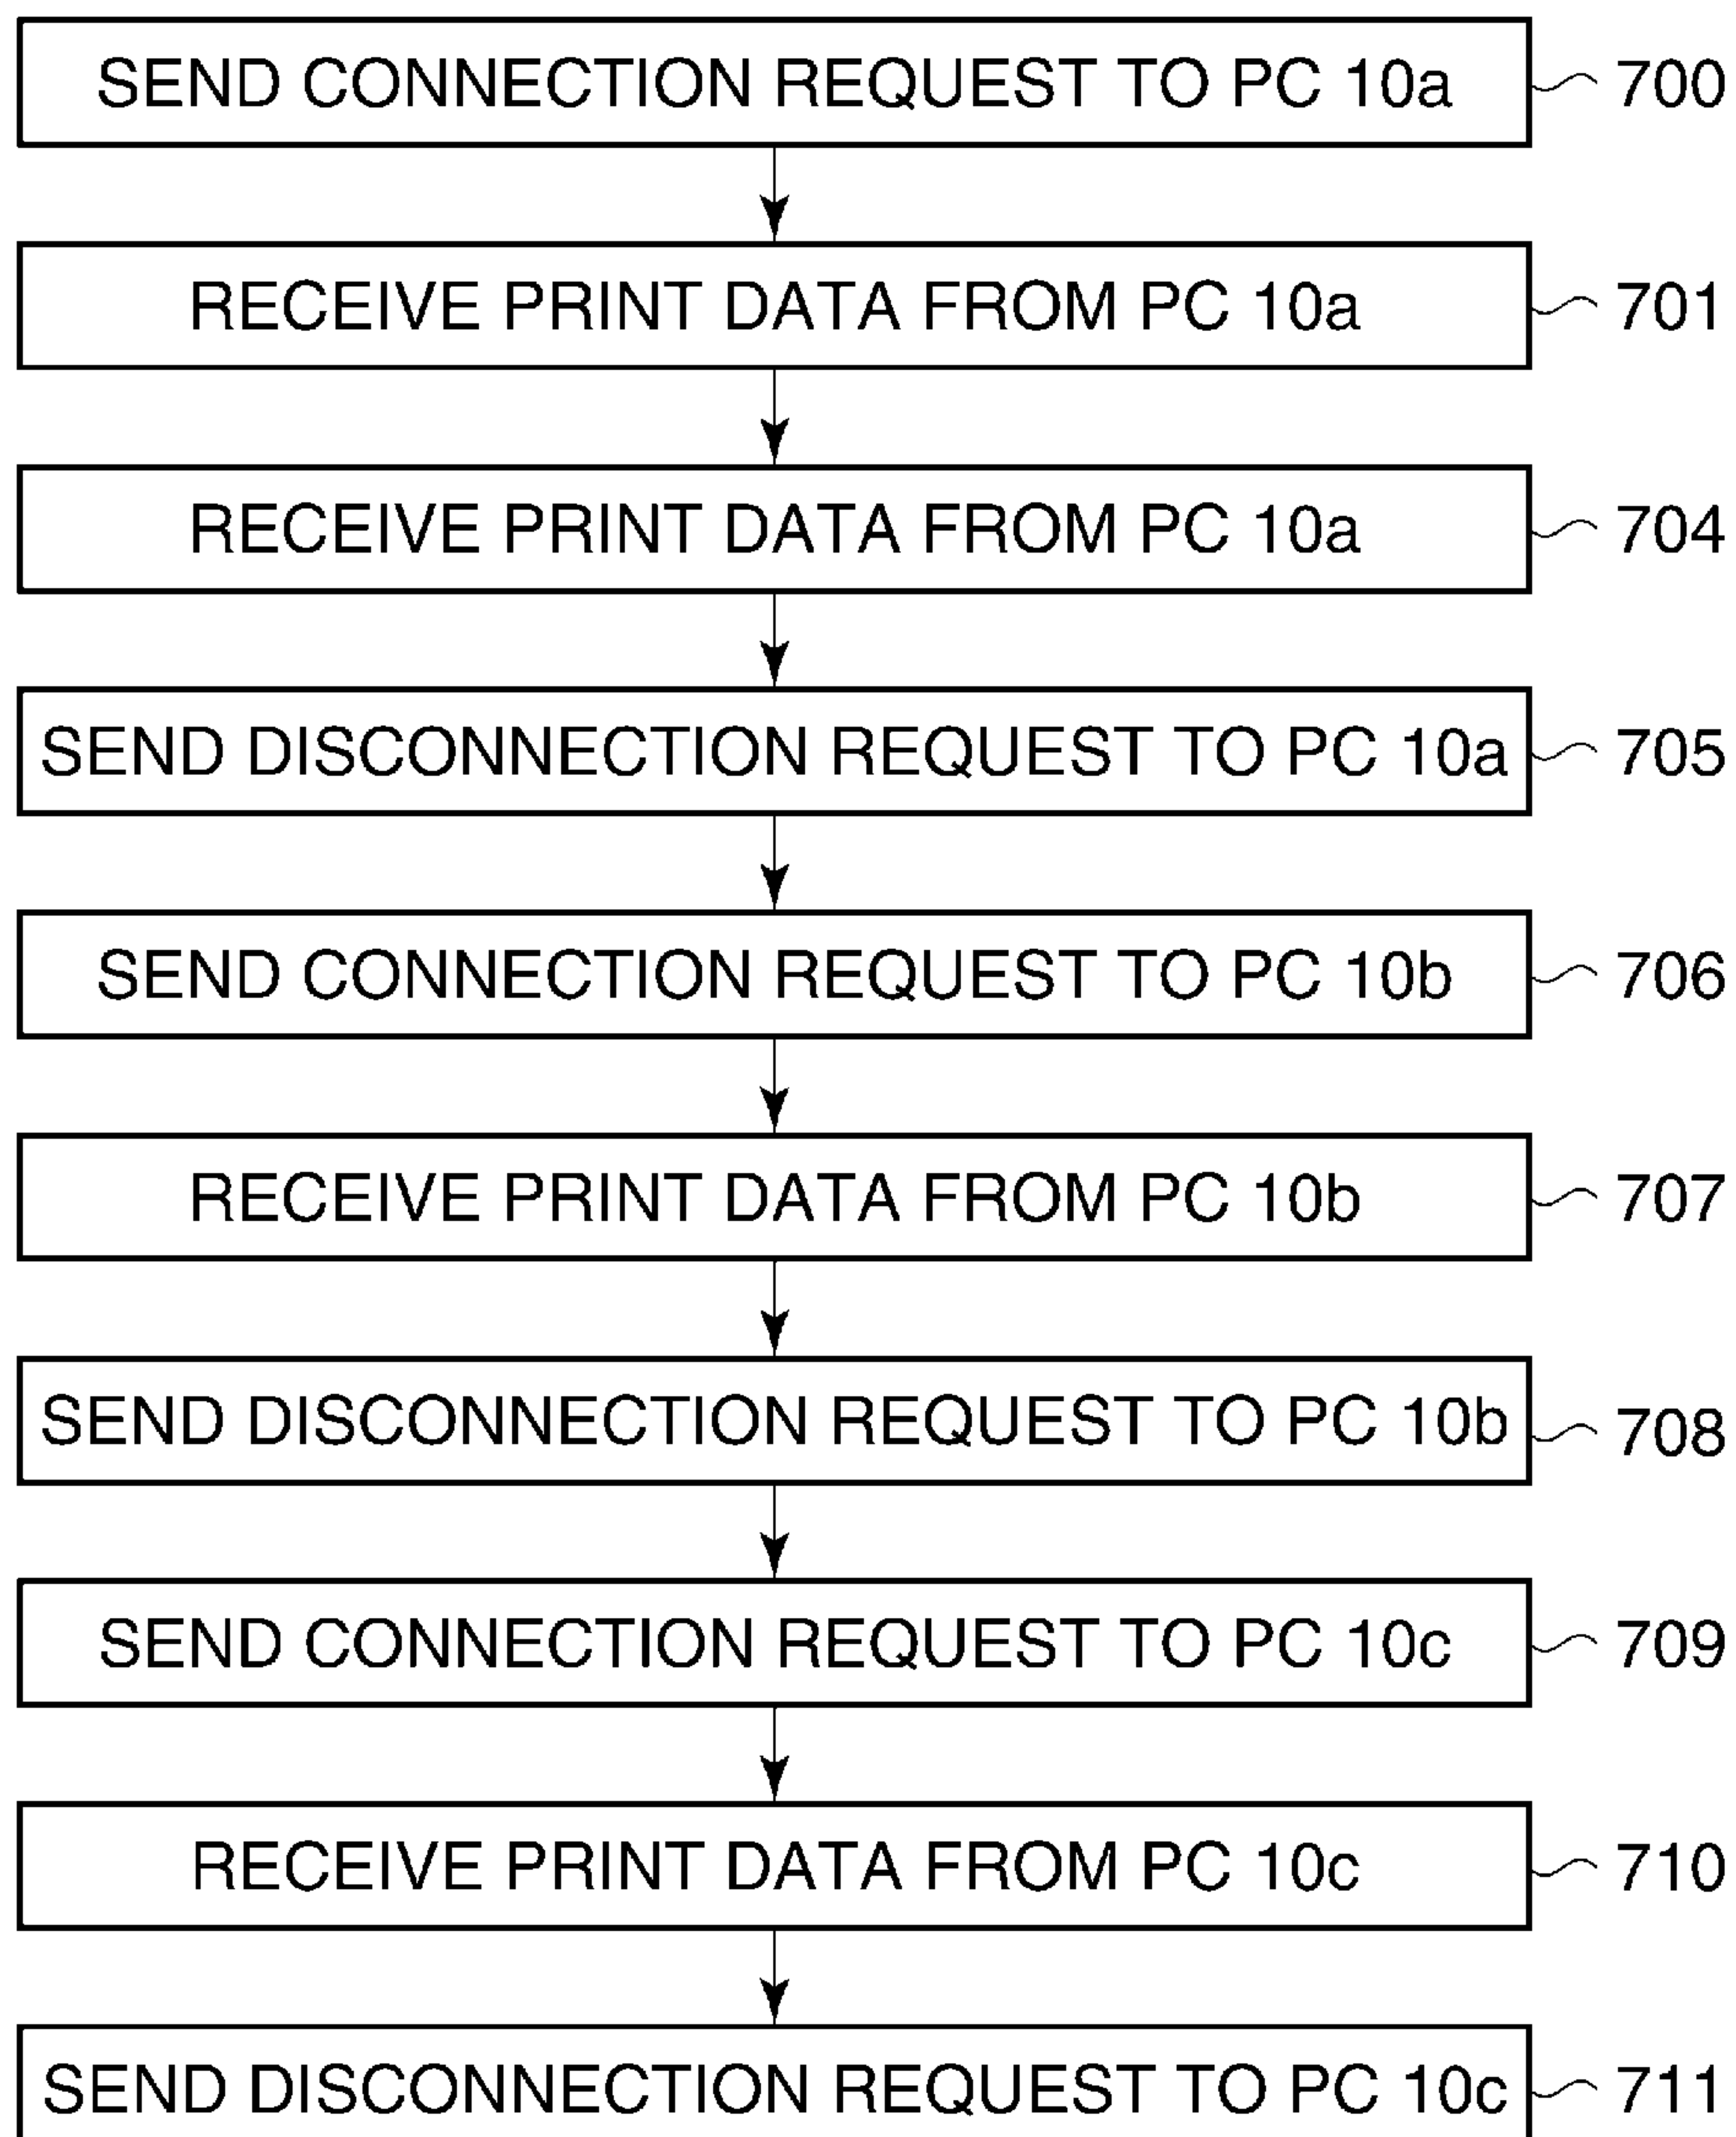 SEND CONNECTION REQUEST TO PC 10a 700
RECEIVE PRINT DATA FROM PC 10a 701
RECEIVE PRINT DATA FROM PC 10a 704
SEND DISCONNECTION REQUEST TO PC 10a 705
SEND CONNECTION REQUEST TO PC 10b 706
RECEIVE PRINT DATA FROM PC 10b 707
SEND DISCONNECTION REQUEST TO PC 10b 708
SEND CONNECTION REQUEST TO PC 10c 709
RECEIVE PRINT DATA FROM PC 10c 710
SEND DISCONNECTION REQUEST TO PC 10c 711